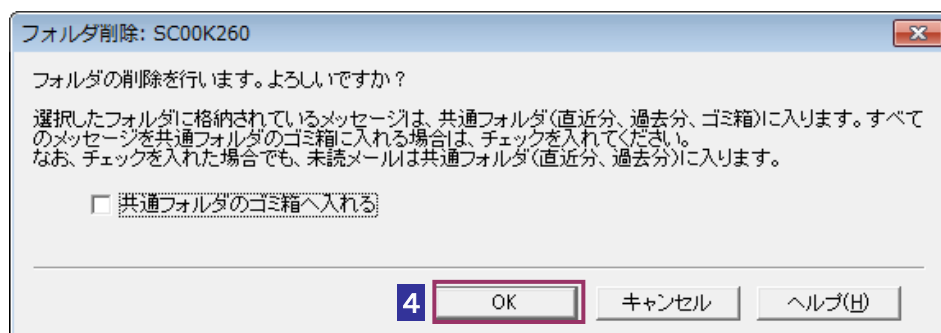 フォルダ削除: SC00K260
フォルダの削除を行います。よろしいですか?
選択したフォルダに格納されているメッセージは、共通フォルダ(直近分、過去分、ゴミ箱)に入ります。すべて
のメッセージを共通フォルダのゴミ箱に入れる場合は、チェックを入れてください。
なお、チェックを入れた場合でも、未読メールは共通フォルダ(直近分、過去分)に入ります。
共通フォルダのゴミ箱へ入れる
4 OK キャンセル ヘルプ(H)